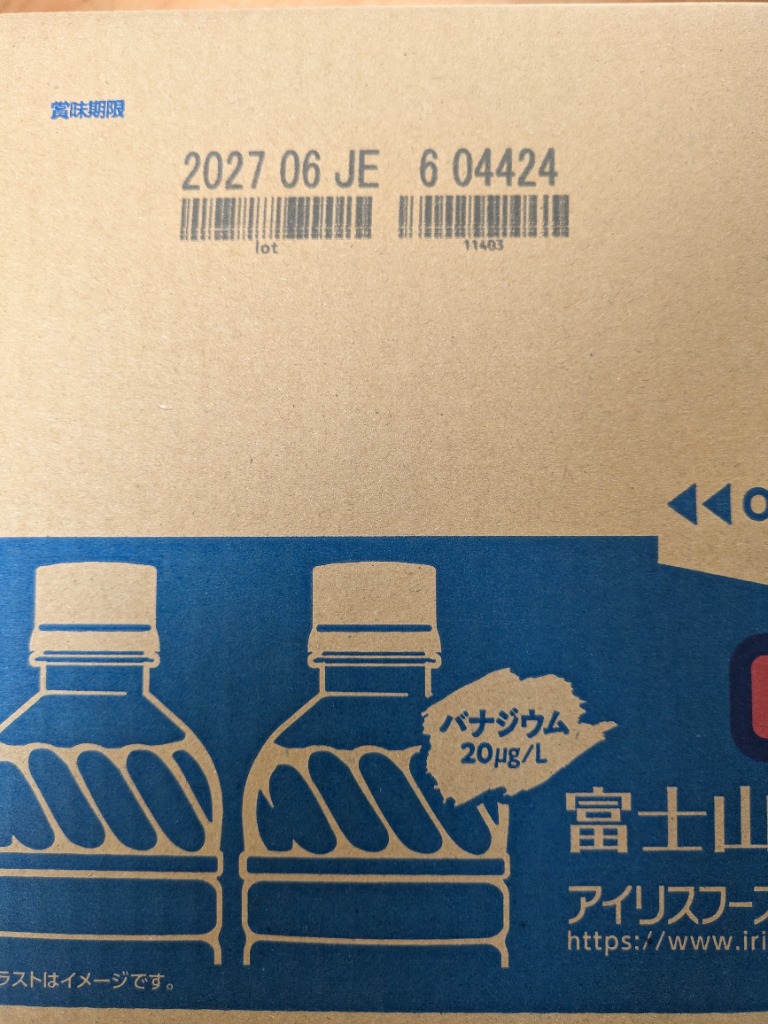 賞味期限
2027 06 JE 6 04424
lot 11403
◀◀O
バナジウム
20μg/L
富士山
アイリスフーズ
https://www.iri
ラストはイメージです。